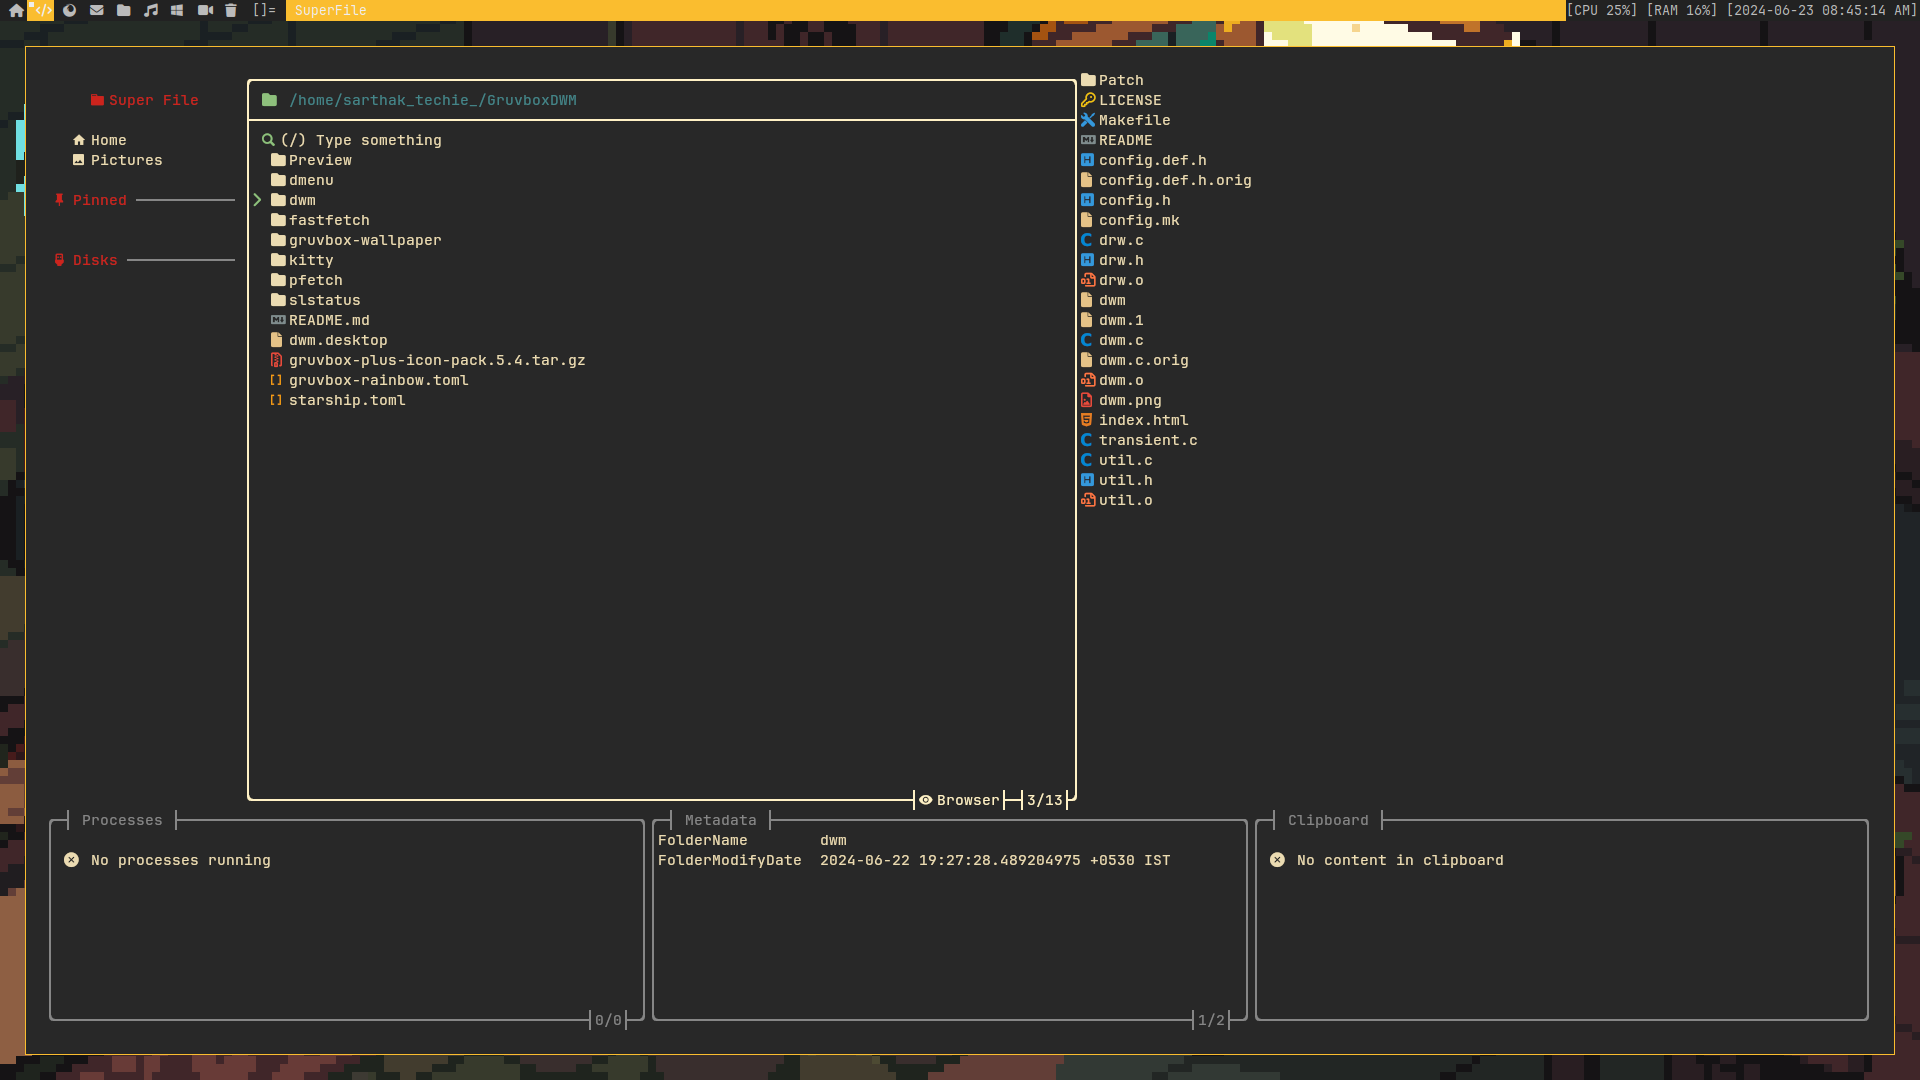 []= SuperFile [CPU 25%] [RAM 16%] [2024-06-23 08:45:14 AM]
Super File
Home
Pictures
Pinned
Disks
/home/sarthak_techie_/GruvboxDWM
(/) Type something
Preview
dmenu
dwm
fastfetch
gruvbox-wallpaper
kitty
pfetch
slstatus
README.md
dwm.desktop
gruvbox-plus-icon-pack.5.4.tar.gz
gruvbox-rainbow.toml
starship.toml
Browser 3/13
Patch
LICENSE
Makefile
README
config.def.h
config.def.h.orig
config.h
config.mk
drw.c
drw.h
drw.o
dwm
dwm.1
dwm.c
dwm.c.orig
dwm.o
dwm.png
index.html
transient.c
util.c
util.h
util.o
Processes
No processes running
0/0
Metadata
FolderName dwm
FolderModifyDate 2024-06-22 19:27:28.489204975 +0530 IST
1/2
Clipboard
No content in clipboard